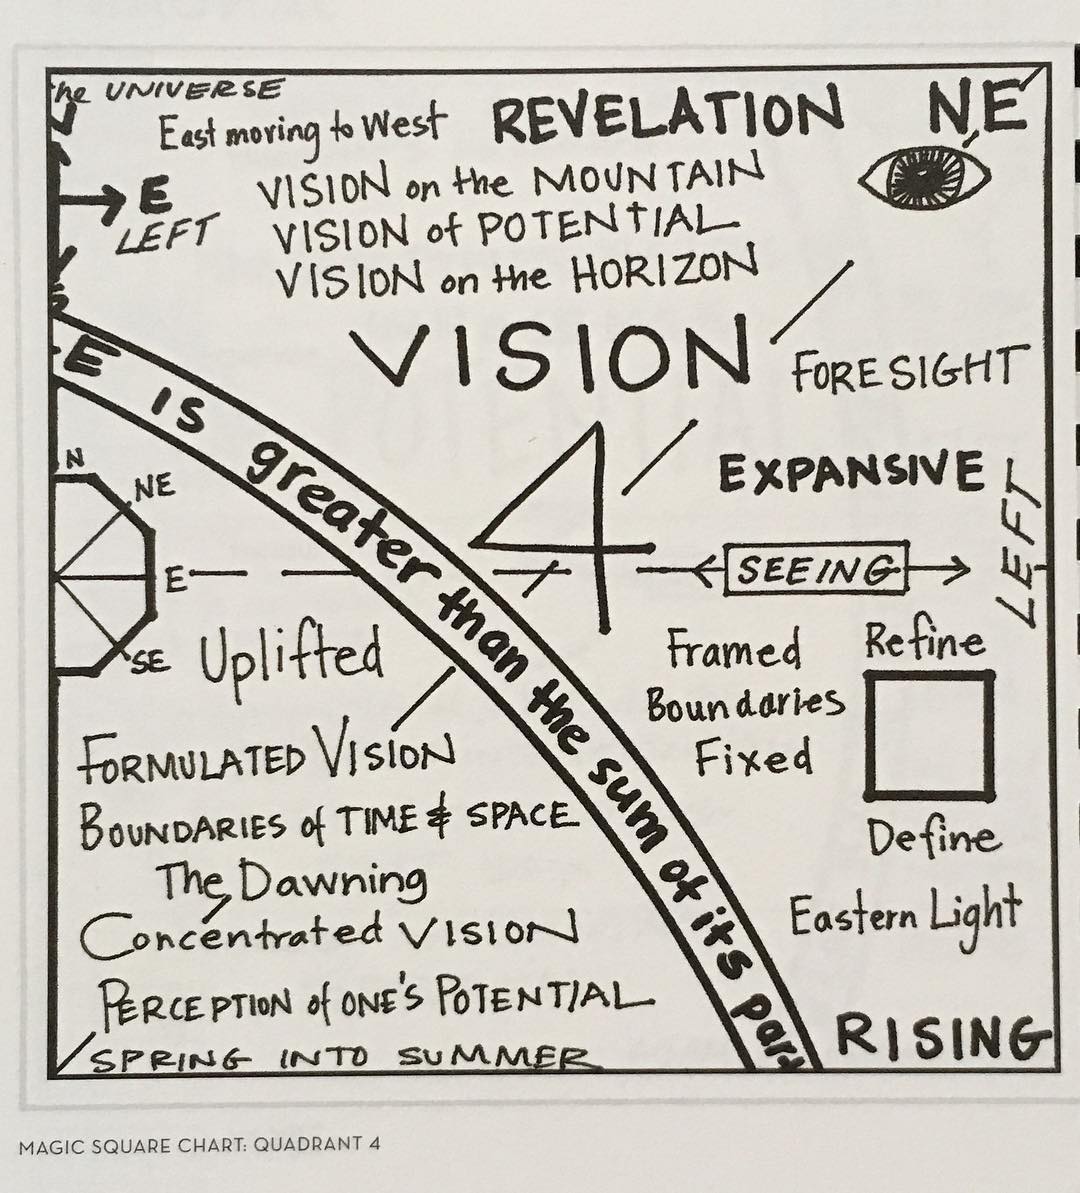 the UNIVERSE
East moving to West
REVELATION
NE
E
LEFT
VISION on the MOUNTAIN
VISION of POTENTIAL
VISION on the HORIZON
VISION
FORESIGHT
4
EXPANSIVE
LEFT
SEEING
E is greater than the sum of its part
N
NE
E
SE
Uplifted
Framed
Boundaries
Fixed
Refine
Define
FORMULATED VISION
BOUNDARIES of TIME & SPACE
The Dawning
Concentrated VISION
PERCEPTION of ONE'S POTENTIAL
SPRING INTO SUMMER
Eastern Light
RISING
MAGIC SQUARE CHART: QUADRANT 4